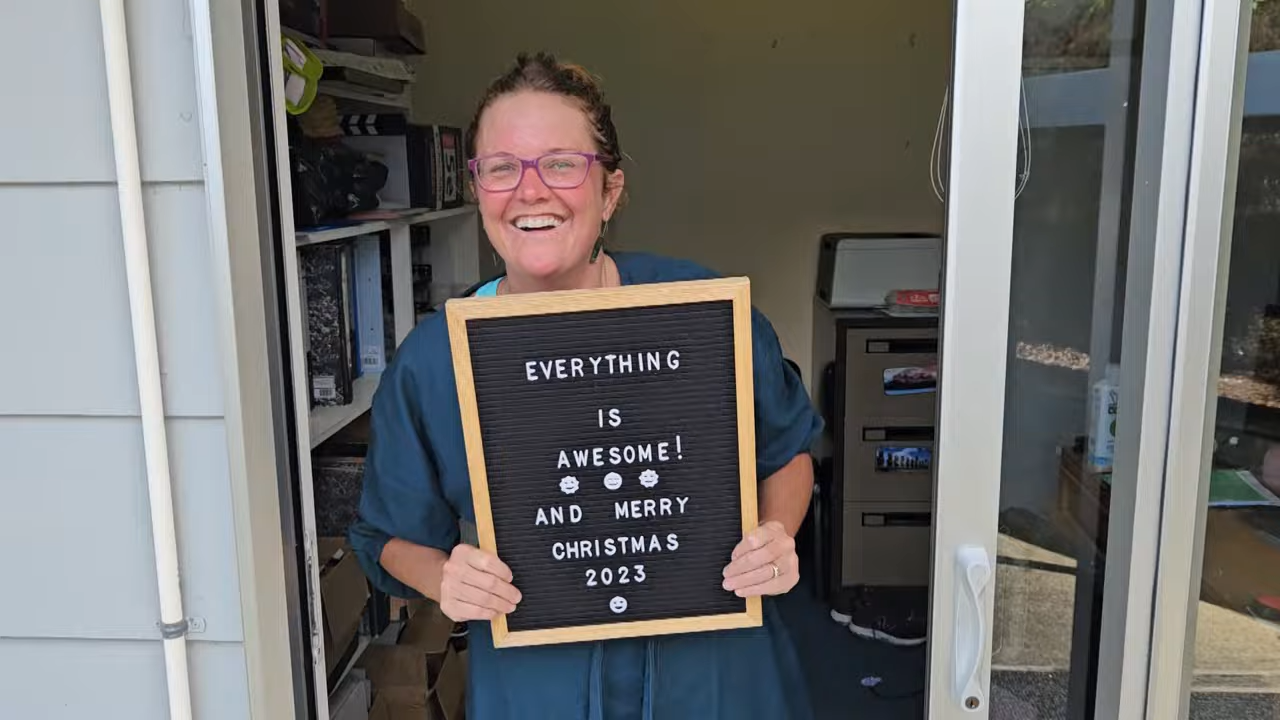 EVERYTHING
IS
AWESOME!
AND MERRY
CHRISTMAS
2023